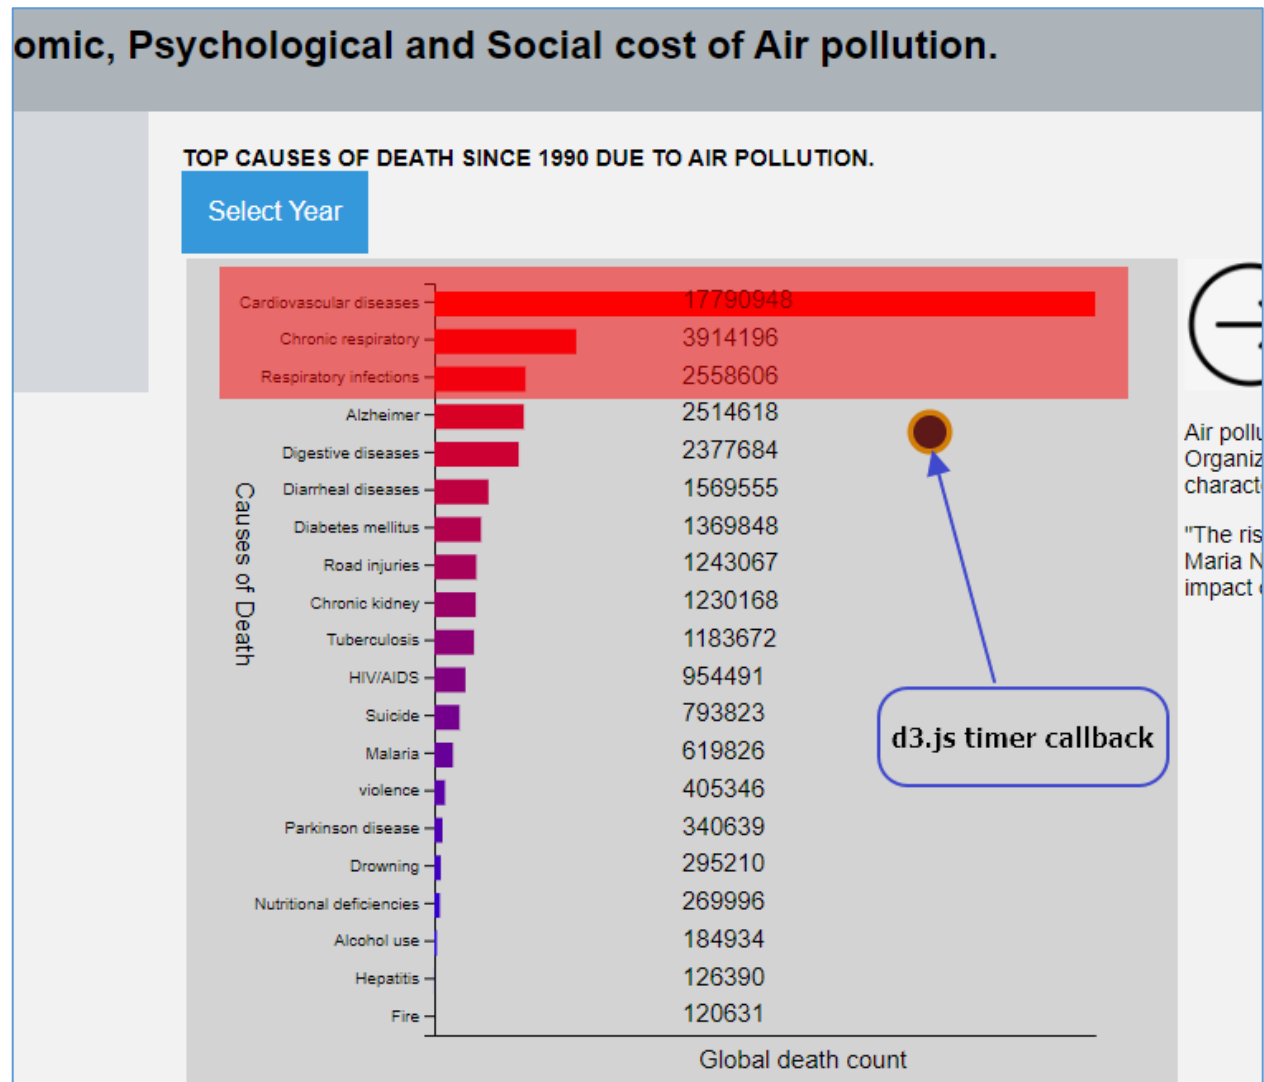 omic, Psychological and Social cost of Air pollution.
TOP CAUSES OF DEATH SINCE 1990 DUE TO AIR POLLUTION.
Select Year
Cardiovascular diseases 17790948
Chronic respiratory 3914196
Respiratory infections 2558606
Alzheimer 2514618
Digestive diseases 2377684
Diarrheal diseases 1569555
Diabetes mellitus 1369848
Road injuries 1243067
Chronic kidney 1230168
Tuberculosis 1183672
HIV/AIDS 954491
Suicide 793823
Malaria 619826
violence 405346
Parkinson disease 340639
Drowning 295210
Nutritional deficiencies 269996
Alcohol use 184934
Hepatitis 126390
Fire 120631
Causes of Death
Global death count
d3.js timer callback
Air pollu
Organiz
charact
"The ris
Maria N
impact